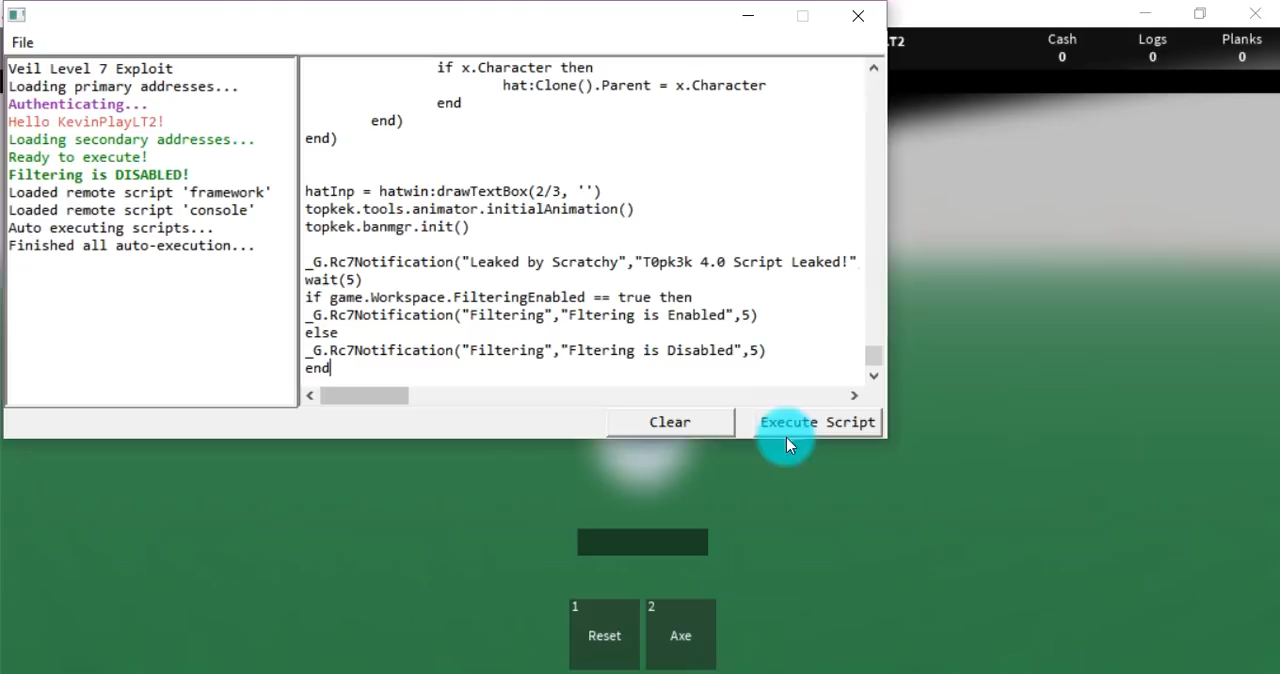 File
Veil Level 7 Exploit
Loading primary addresses...
Authenticating...
Hello KevinPlayLT2!
Loading secondary addresses...
Ready to execute!
Filtering is DISABLED!
Loaded remote script 'framework'
Loaded remote script 'console'
Auto executing scripts...
Finished all auto-execution...
if x.Character then
hat:Clone().Parent = x.Character
end
end)
end)
hatInp = hatwin:drawTextBox(2/3, '')
topkek.tools.animator.initialAnimation()
topkek.banmgr.init()
_G.Rc7Notification("Leaked by Scratchy","T0pk3k 4.0 Script Leaked!"
wait(5)
if game.Workspace.FilteringEnabled == true then
_G.Rc7Notification("Filtering","Fltering is Enabled",5)
else
_G.Rc7Notification("Filtering","Fltering is Disabled",5)
end
Clear
Execute Script
LT2
Cash
Logs
Planks
0
0
0
1
2
Reset
Axe